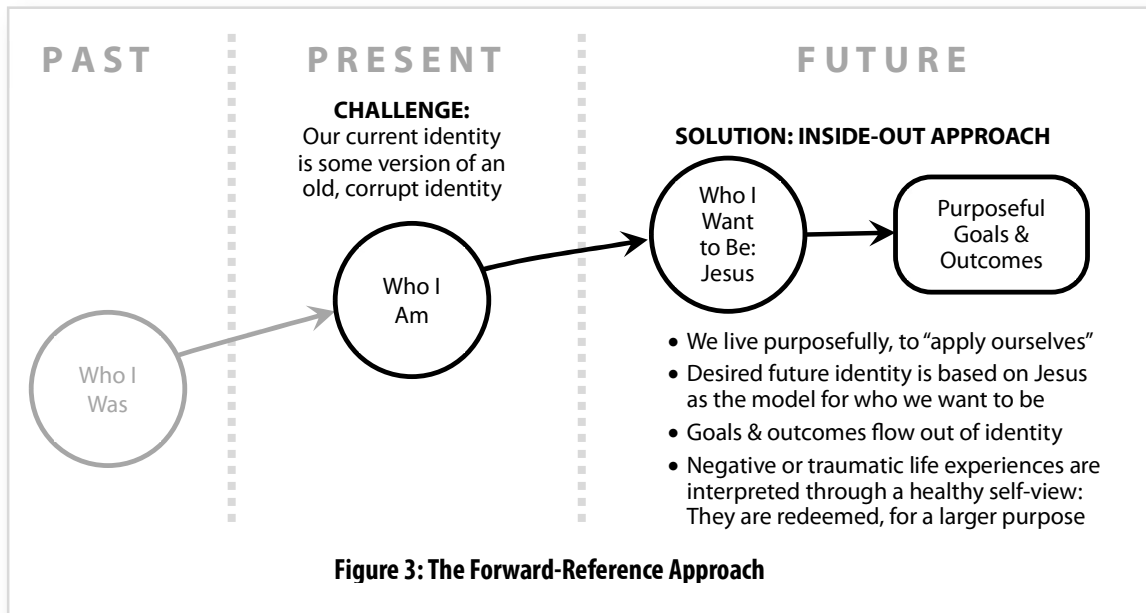 PAST
PRESENT
FUTURE
CHALLENGE:
Our current identity
is some version of an
old, corrupt identity
SOLUTION: INSIDE-OUT APPROACH
Who I
Was
Who I
Am
Who I
Want
to Be:
Jesus
Purposeful
Goals &
Outcomes
• We live purposefully, to “apply ourselves”
• Desired future identity is based on Jesus
as the model for who we want to be
• Goals & outcomes flow out of identity
• Negative or traumatic life experiences are
interpreted through a healthy self-view:
They are redeemed, for a larger purpose
Figure 3: The Forward-Reference Approach